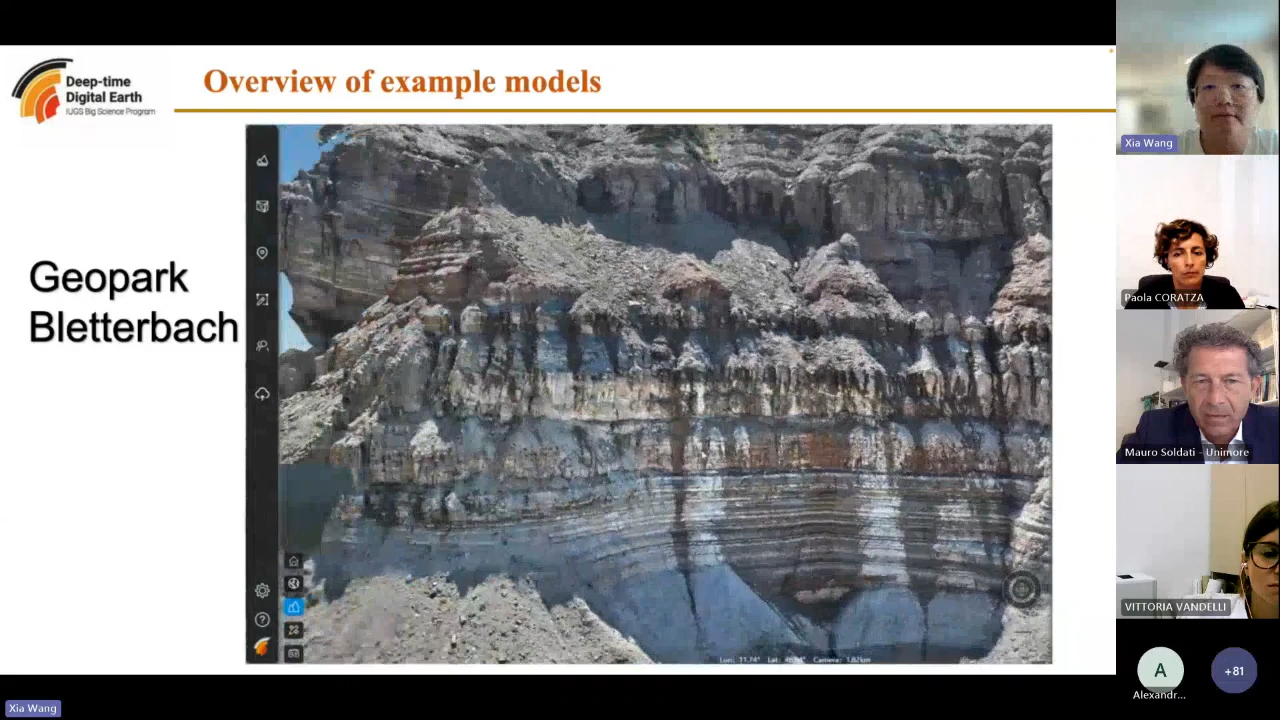 Deep-time
Digital Earth
IUGS Big Science Program
Overview of example models
Geopark
Bletterbach
Xia Wang
Paola CORATZA
Mauro Soldati - Unimore
VITTORIA VANDELLI
A
Alexandr...
+81
Xia Wang